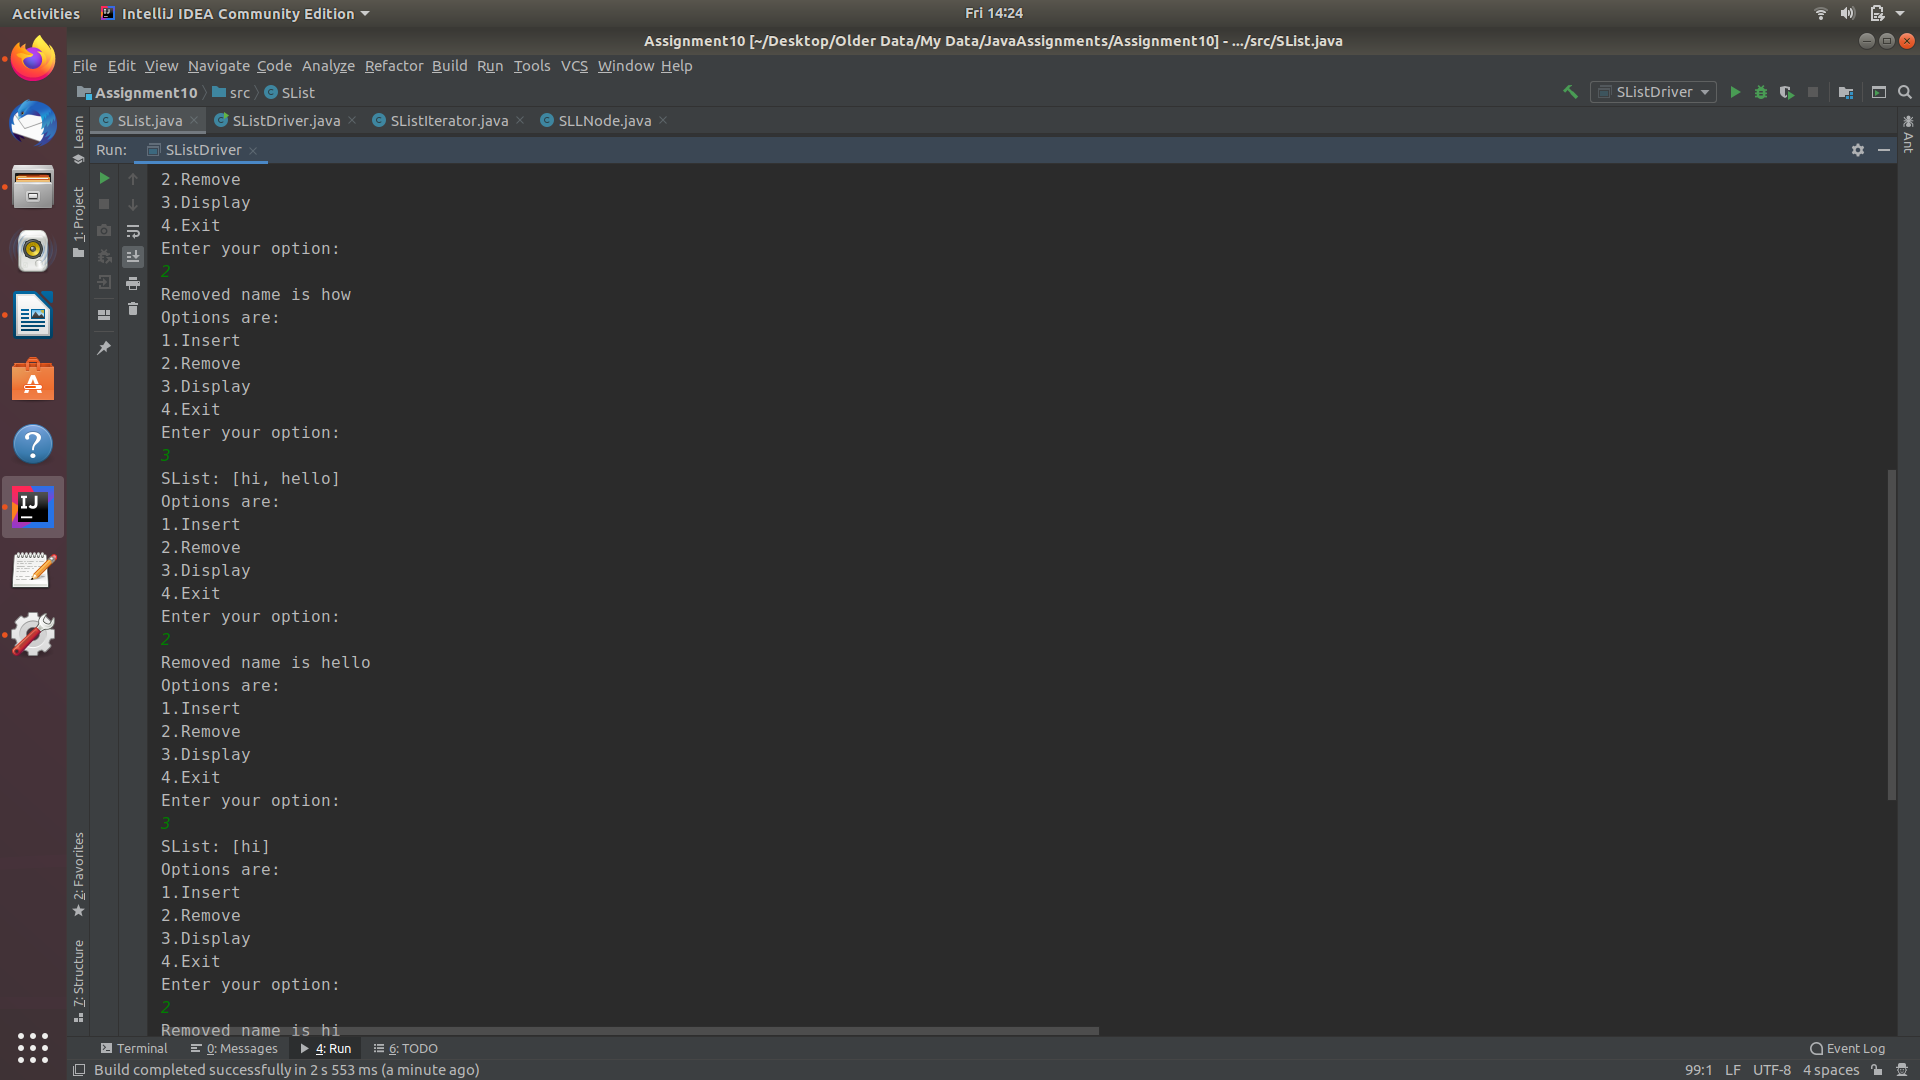 Activities IntelliJ IDEA Community Edition Fri 14:24
Assignment10 [~/Desktop/Older Data/My Data/JavaAssignments/Assignment10] - .../src/SList.java
File Edit View Navigate Code Analyze Refactor Build Run Tools VCS Window Help
Assignment10 src SList SListDriver
SList.java SListDriver.java SListIterator.java SLLNode.java
Run: SListDriver
Learn
1: Project
2: Favorites
7: Structure
Ant
2.Remove
3.Display
4.Exit
Enter your option:
2
Removed name is how
Options are:
1.Insert
2.Remove
3.Display
4.Exit
Enter your option:
3
SList: [hi, hello]
Options are:
1.Insert
2.Remove
3.Display
4.Exit
Enter your option:
2
Removed name is hello
Options are:
1.Insert
2.Remove
3.Display
4.Exit
Enter your option:
3
SList: [hi]
Options are:
1.Insert
2.Remove
3.Display
4.Exit
Enter your option:
2
Removed name is hi
Terminal 0: Messages 4: Run 6: TODO Event Log
Build completed successfully in 2 s 553 ms (a minute ago) 99:1 LF UTF-8 4 spaces